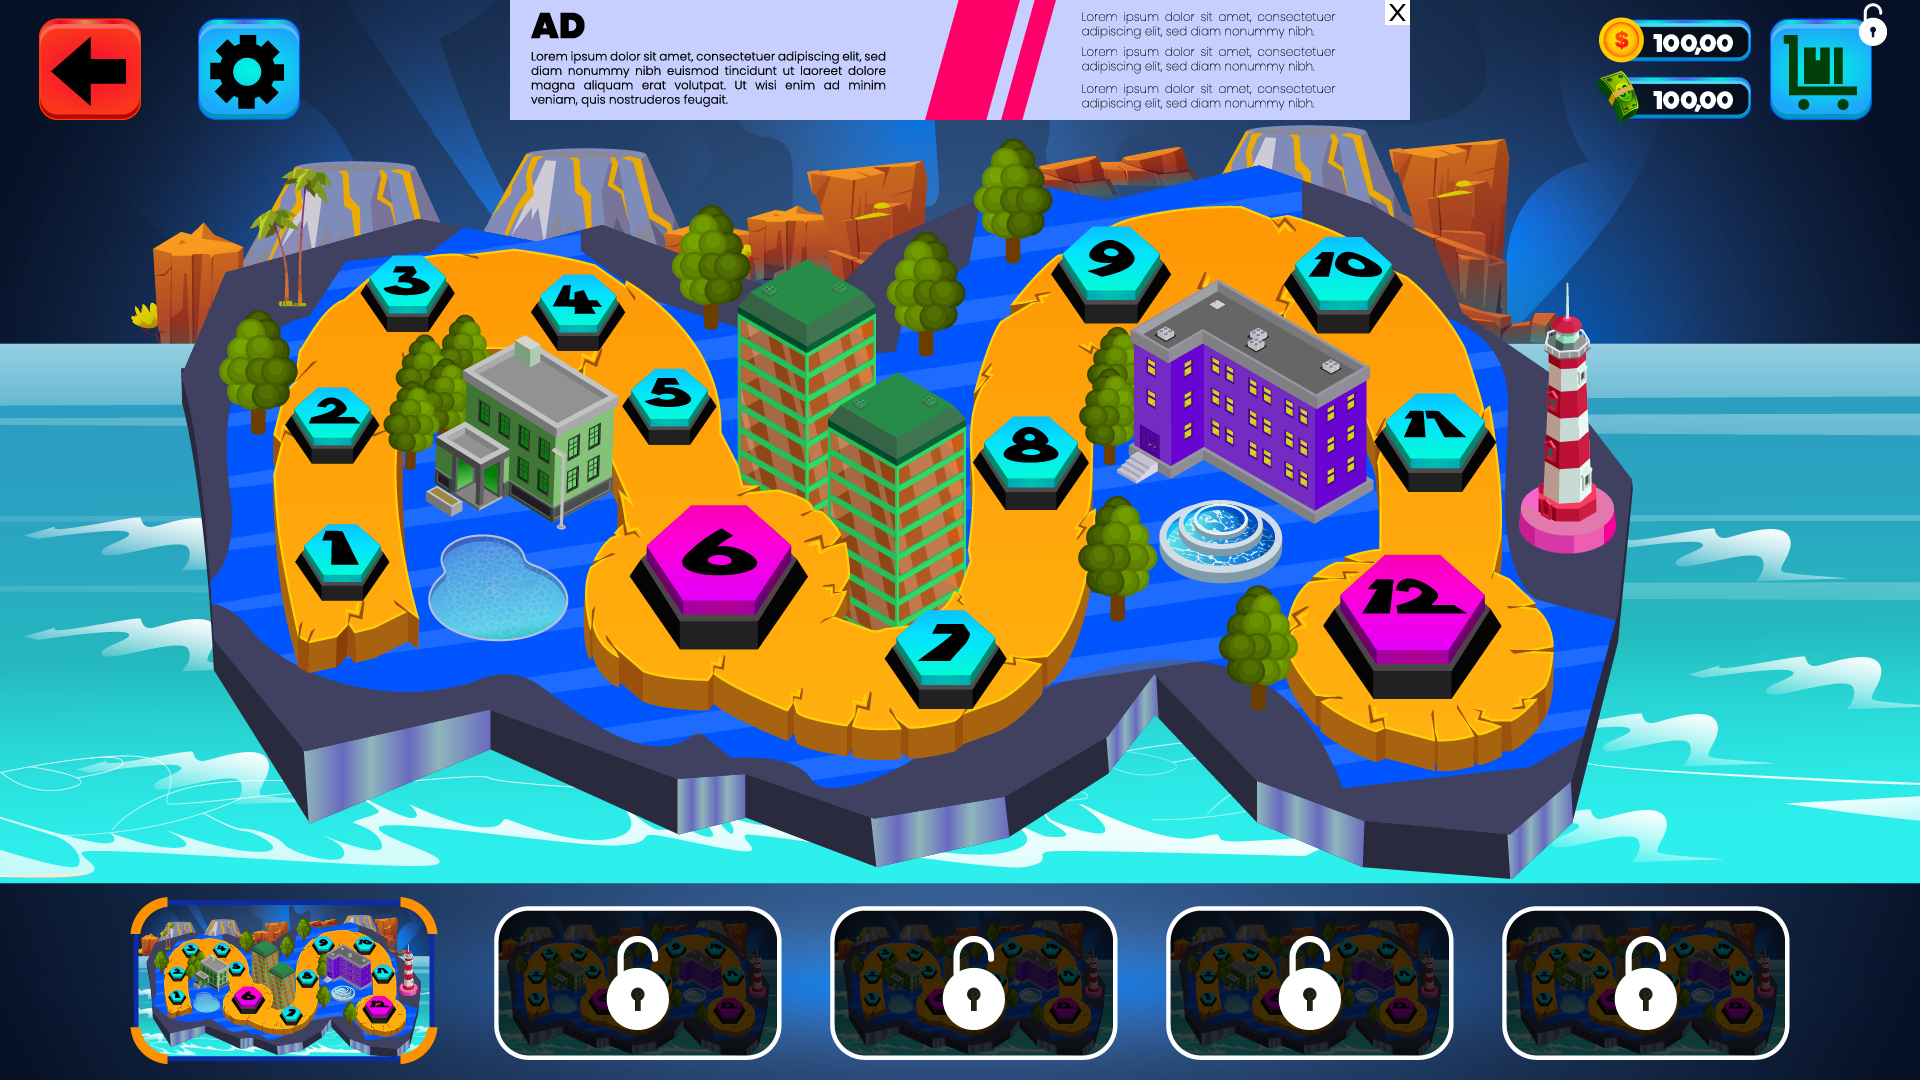 AD
Lorem ipsum dolor sit amet, consectetuer adipiscing elit, sed
diam nonummy nibh euismod tincidunt ut laoreet dolore
magna aliquam erat volutpat. Ut wisi enim ad minim
veniam, quis nostruderos feugait.
Lorem ipsum dolor sit amet, consectetuer
adipiscing elit, sed diam nonummy nibh.
Lorem ipsum dolor sit amet, consectetuer
adipiscing elit, sed diam nonummy nibh.
Lorem ipsum dolor sit amet, consectetuer
adipiscing elit, sed diam nonummy nibh.
X
$
100,00
100,00
1
2
3
4
5
6
7
8
9
10
11
12